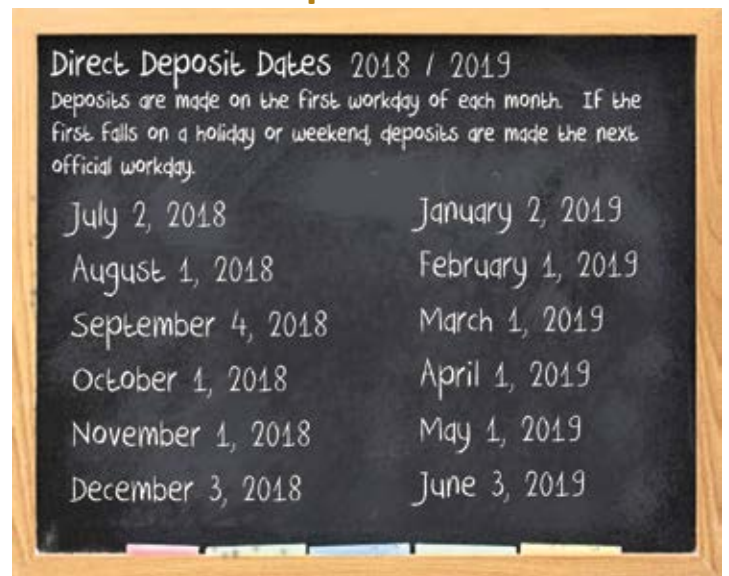 Direct Deposit Dates 2018 / 2019
Deposits are made on the first workday of each month. If the
first falls on a holiday or weekend, deposits are made the next
official workday.
July 2, 2018
August 1, 2018
September 4, 2018
October 1, 2018
November 1, 2018
December 3, 2018
January 2, 2019
February 1, 2019
March 1, 2019
April 1, 2019
May 1, 2019
June 3, 2019